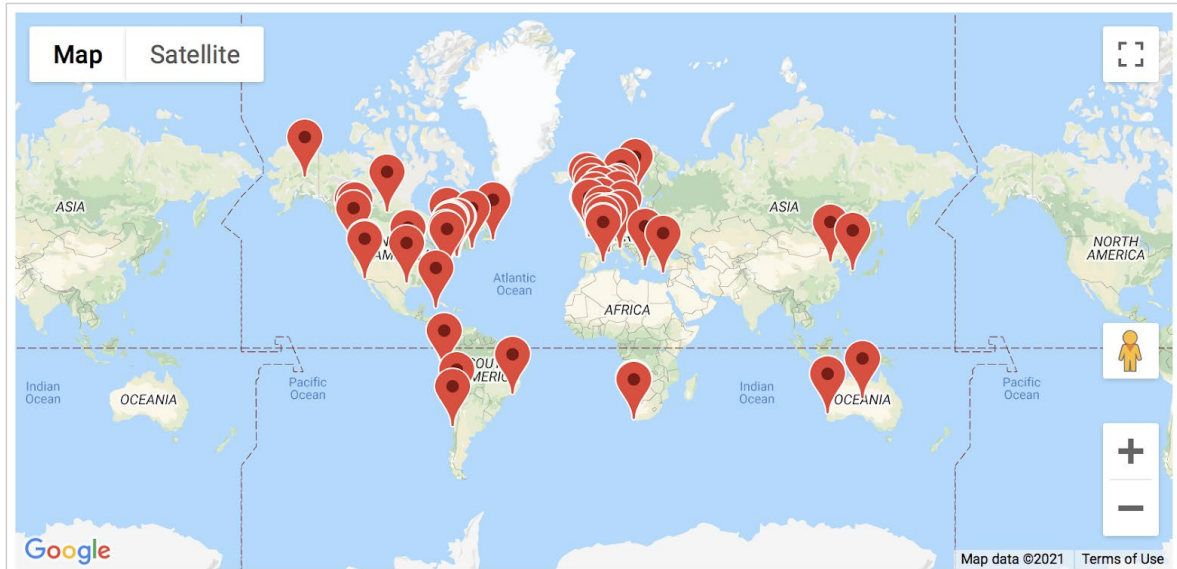 Map
Satellite
ASIA
ASIA
NORTH
AMERICA
Atlantic
Ocean
AFRICA
Indian
Ocean
Pacific
Ocean
Indian
Ocean
Pacific
Ocean
OCEANIA
OCEANIA
Google
Map data ©2021
Terms of Use